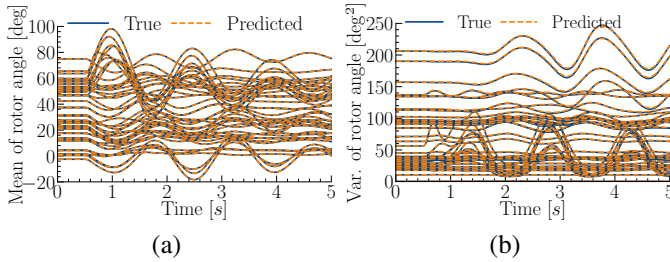 True Predicted
Mean of rotor angle [deg]
100
80
60
40
20
0
−20
0 1 2 3 4 5
Time [s]
(a)
True Predicted
Var. of rotor angle [deg²]
250
200
150
100
50
0
0 1 2 3 4 5
Time [s]
(b)